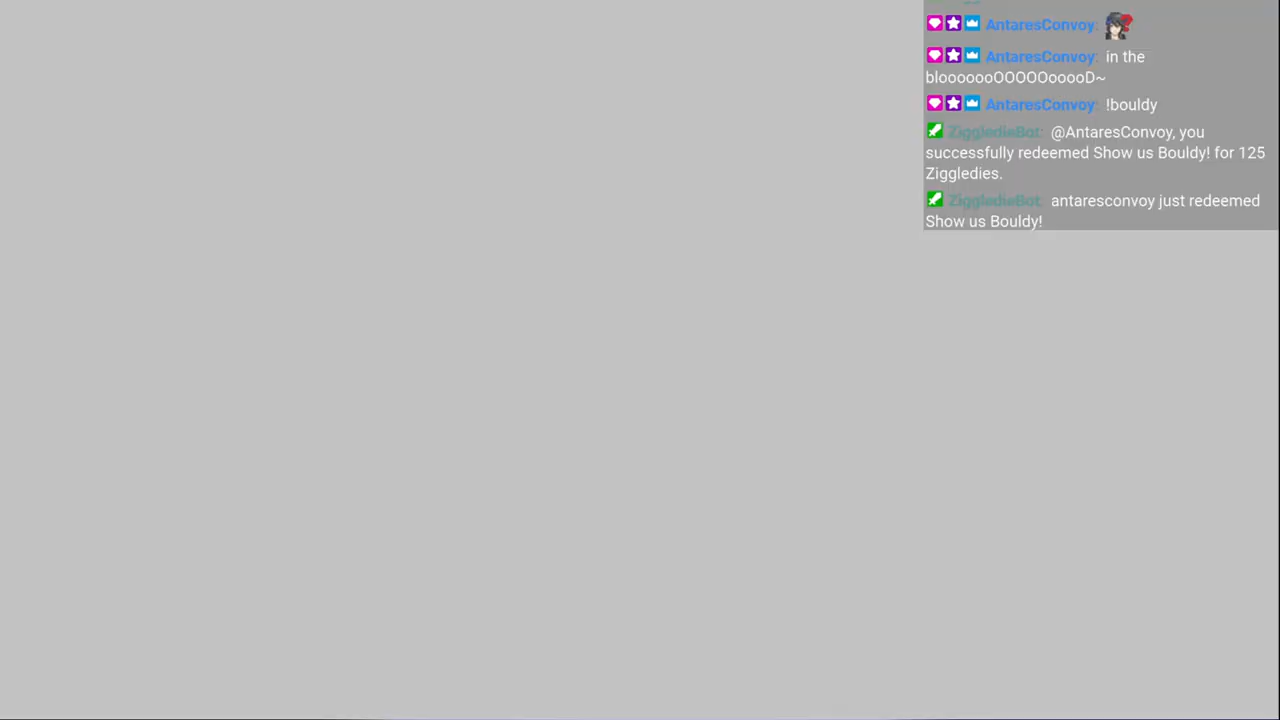 AntaresConvoy:
AntaresConvoy: in the
blooooooOOOOOooooD~
AntaresConvoy: !bouldy
ZiggledieBot: @AntaresConvoy, you
successfully redeemed Show us Bouldy! for 125
Ziggledies.
ZiggledieBot: antaresconvoy just redeemed
Show us Bouldy!